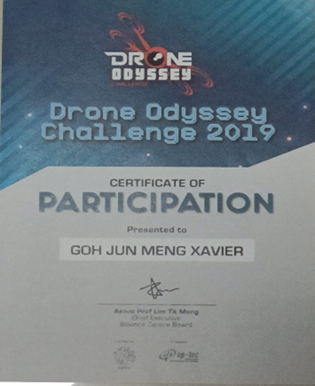 DRONE
ODYSSEY
CHALLENGE
Drone Odyssey
Challenge 2019
CERTIFICATE OF
PARTICIPATION
Presented to
GOH JUN MENG XAVIER
Assoc Prof Lim Tit Meng
Chief Executive
Science Centre Board